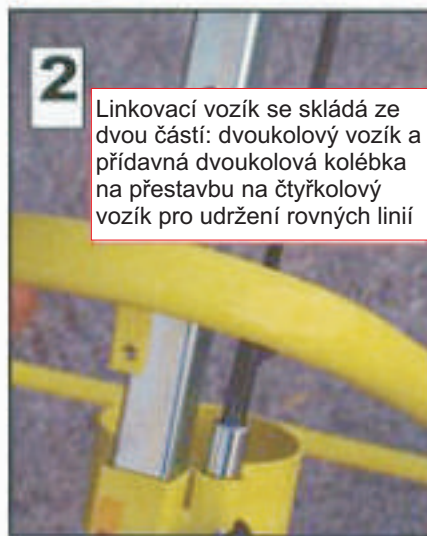 2
Linkovací vozík se skládá ze
dvou částí: dvoukolový vozík a
přídavná dvoukolová kolébka
na přestavbu na čtyřkolový
vozík pro udržení rovných linií